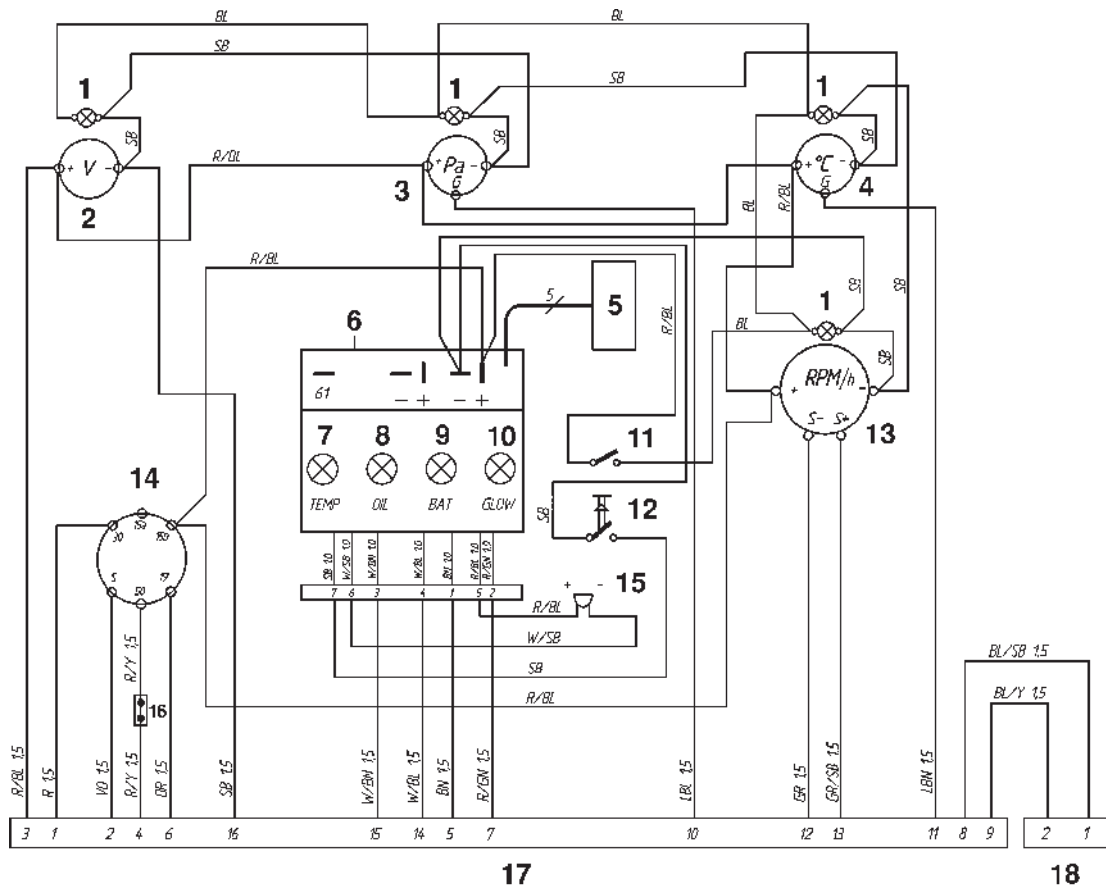 BL
BL
SB
SB
1
1
1
SB
SB
SB
+ V -
R/BL
+ Pa -
G
+ °C -
G
2
3
4
BL
R/BL
R/BL
5
5
R/BL
SB
SB
6
BL
1
SB
61
- + - +
RPM/h
+ -
S- S+
13
7 8 9 10
11
TEMP OIL BAT GLOW
14
SB
12
30 15/54
5 50 17
SB 1.0
W/SB 1.0
W/BN 1.0
W/BL 1.0
BN 1.0
R/BL 1.0
R/GN 1.0
7 6 3 4 1 5 2
+ -
15
R/BL
W/SB
SB
R/BL
R/Y 1,5
16
BL/SB 1,5
BL/Y 1,5
R/BL 1,5
R 1,5
VO 1,5
R/Y 1,5
OR 1,5
SB 1,5
W/BN 1,5
W/BL 1,5
BN 1,5
R/GN 1,5
LBL 1,5
GR 1,5
GR/SB 1,5
LBN 1,5
3 1 2 4 6 16 15 14 5 7 10 12 13 11 8 9
2 1
17
18